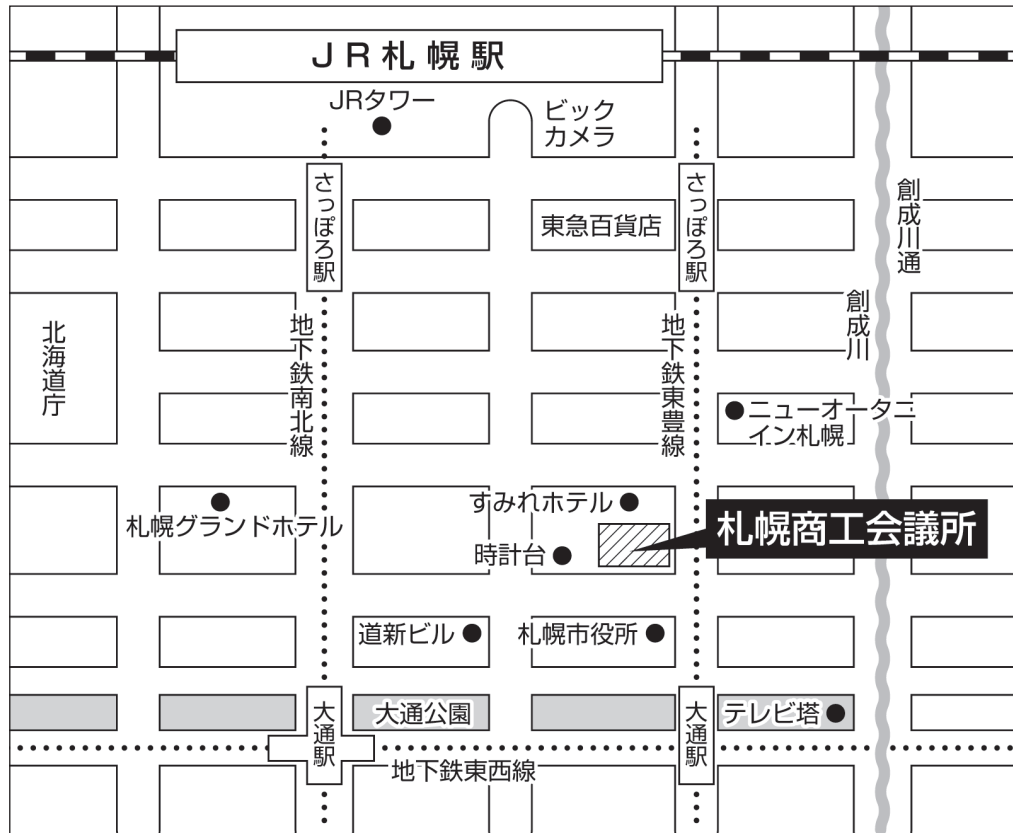 JR札幌駅
JRタワー
ビック
カメラ
さっぽろ駅
東急百貨店
さっぽろ駅
創成川通
北海道庁
地下鉄南北線
地下鉄東豊線
創成川
ニューオータニ
イン札幌
札幌グランドホテル
すみれホテル
札幌商工会議所
時計台
道新ビル
札幌市役所
大通駅
大通公園
大通駅
テレビ塔
地下鉄東西線